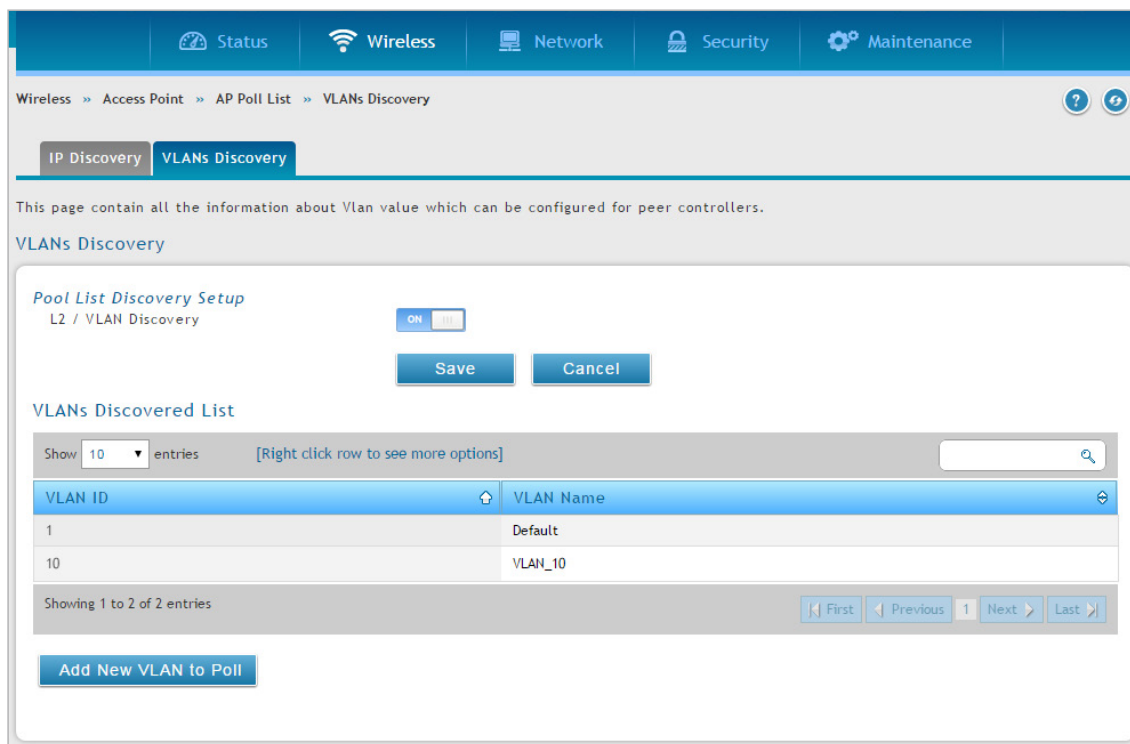 Status Wireless Network Security Maintenance
Wireless » Access Point » AP Poll List » VLANs Discovery ?
IP Discovery VLANs Discovery
This page contain all the information about Vlan value which can be configured for peer controllers.
VLANs Discovery
Pool List Discovery Setup
L2 / VLAN Discovery ON
Save Cancel
VLANs Discovered List
Show 10 entries [Right click row to see more options]
VLAN ID VLAN Name
1 Default
10 VLAN_10
Showing 1 to 2 of 2 entries First Previous 1 Next Last
Add New VLAN to Poll